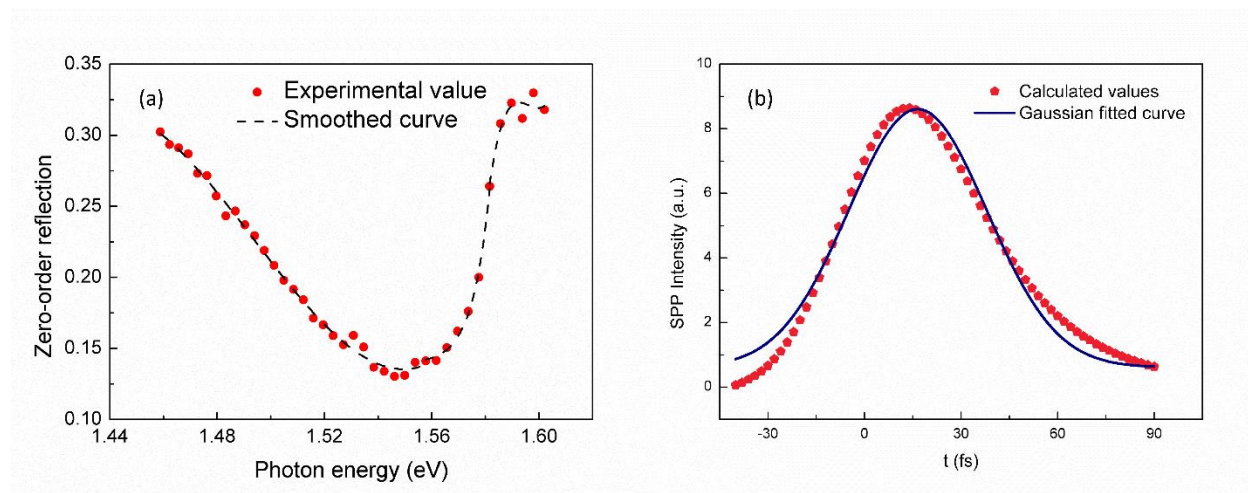 (a)
Experimental value
Smoothed curve
Zero-order reflection
0.35
0.30
0.25
0.20
0.15
0.10
1.44 1.48 1.52 1.56 1.60
Photon energy (eV)
(b)
Calculated values
Gaussian fitted curve
SPP Intensity (a.u.)
10
8
6
4
2
0
-30 0 30 60 90
t (fs)